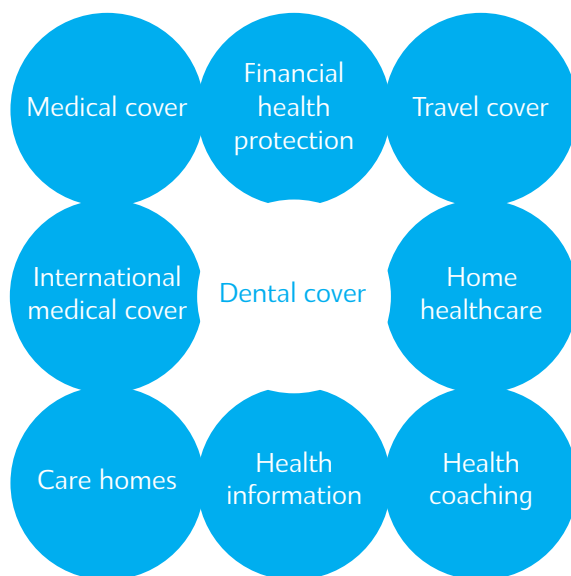 Medical cover
Financial
health
protection
Travel cover
International
medical cover
Dental cover
Home
healthcare
Care homes
Health
information
Health
coaching